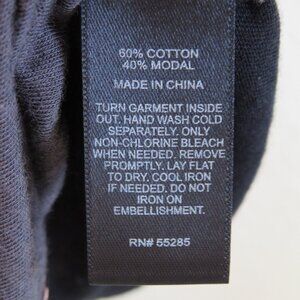 60% COTTON
40% MODAL
MADE IN CHINA
TURN GARMENT INSIDE
OUT. HAND WASH COLD
SEPARATELY. ONLY
NON-CHLORINE BLEACH
WHEN NEEDED. REMOVE
PROMPTLY. LAY FLAT
TO DRY. COOL IRON
IF NEEDED. DO NOT
IRON ON
EMBELLISHMENT.
RN# 55285